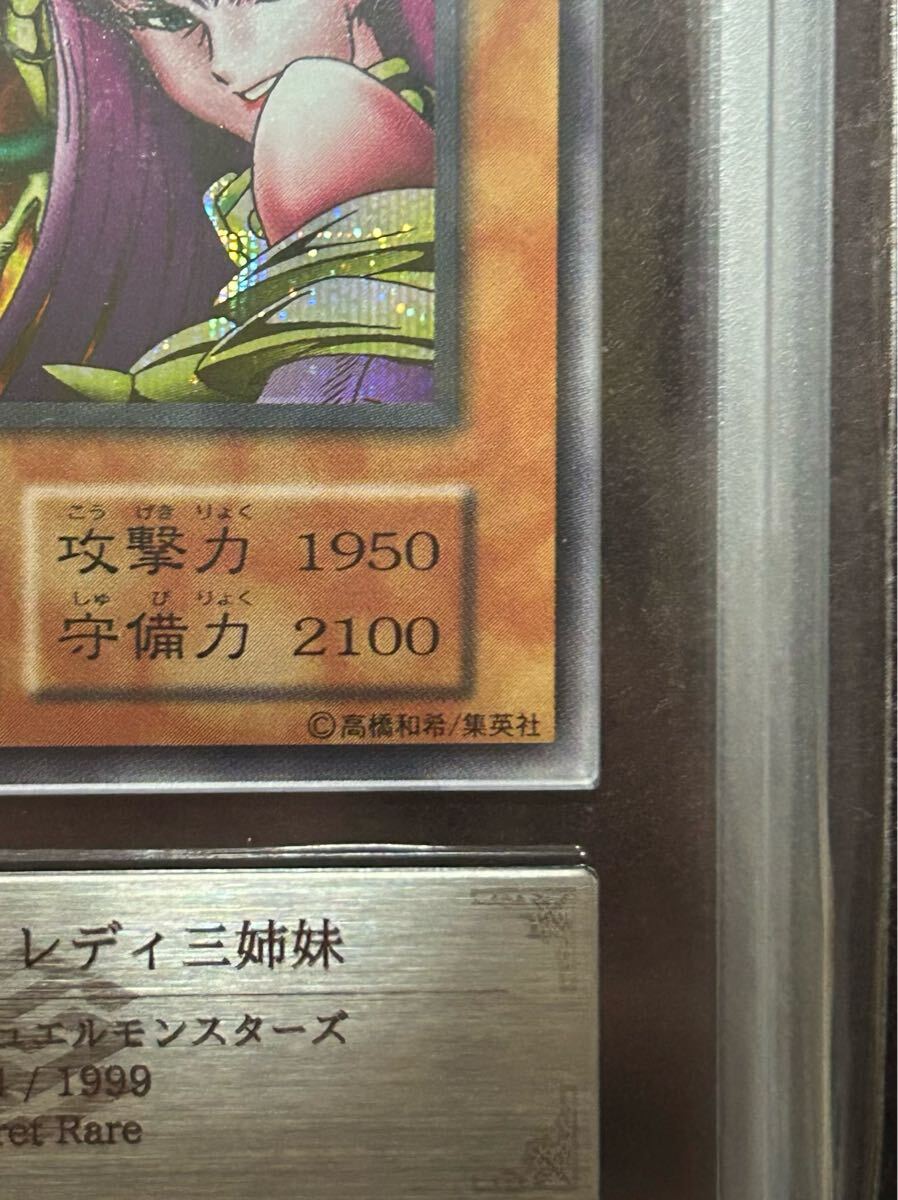 こう げき りょく
攻撃力 1950
しゅ び りょく
守備力 2100
©高橋和希/集英社
レディ三姉妹
ュエルモンスターズ
/ 1999
ret Rare